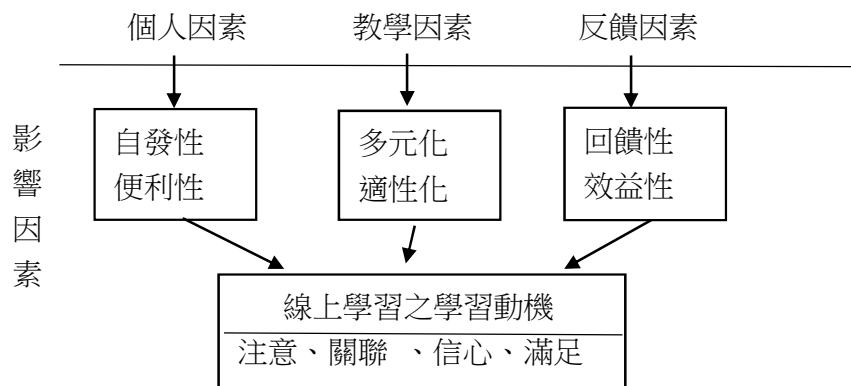 個人因素 教學因素 反饋因素
影響因素
自發性
便利性
多元化
適性化
回饋性
效益性
線上學習之學習動機
注意、關聯 、信心、滿足